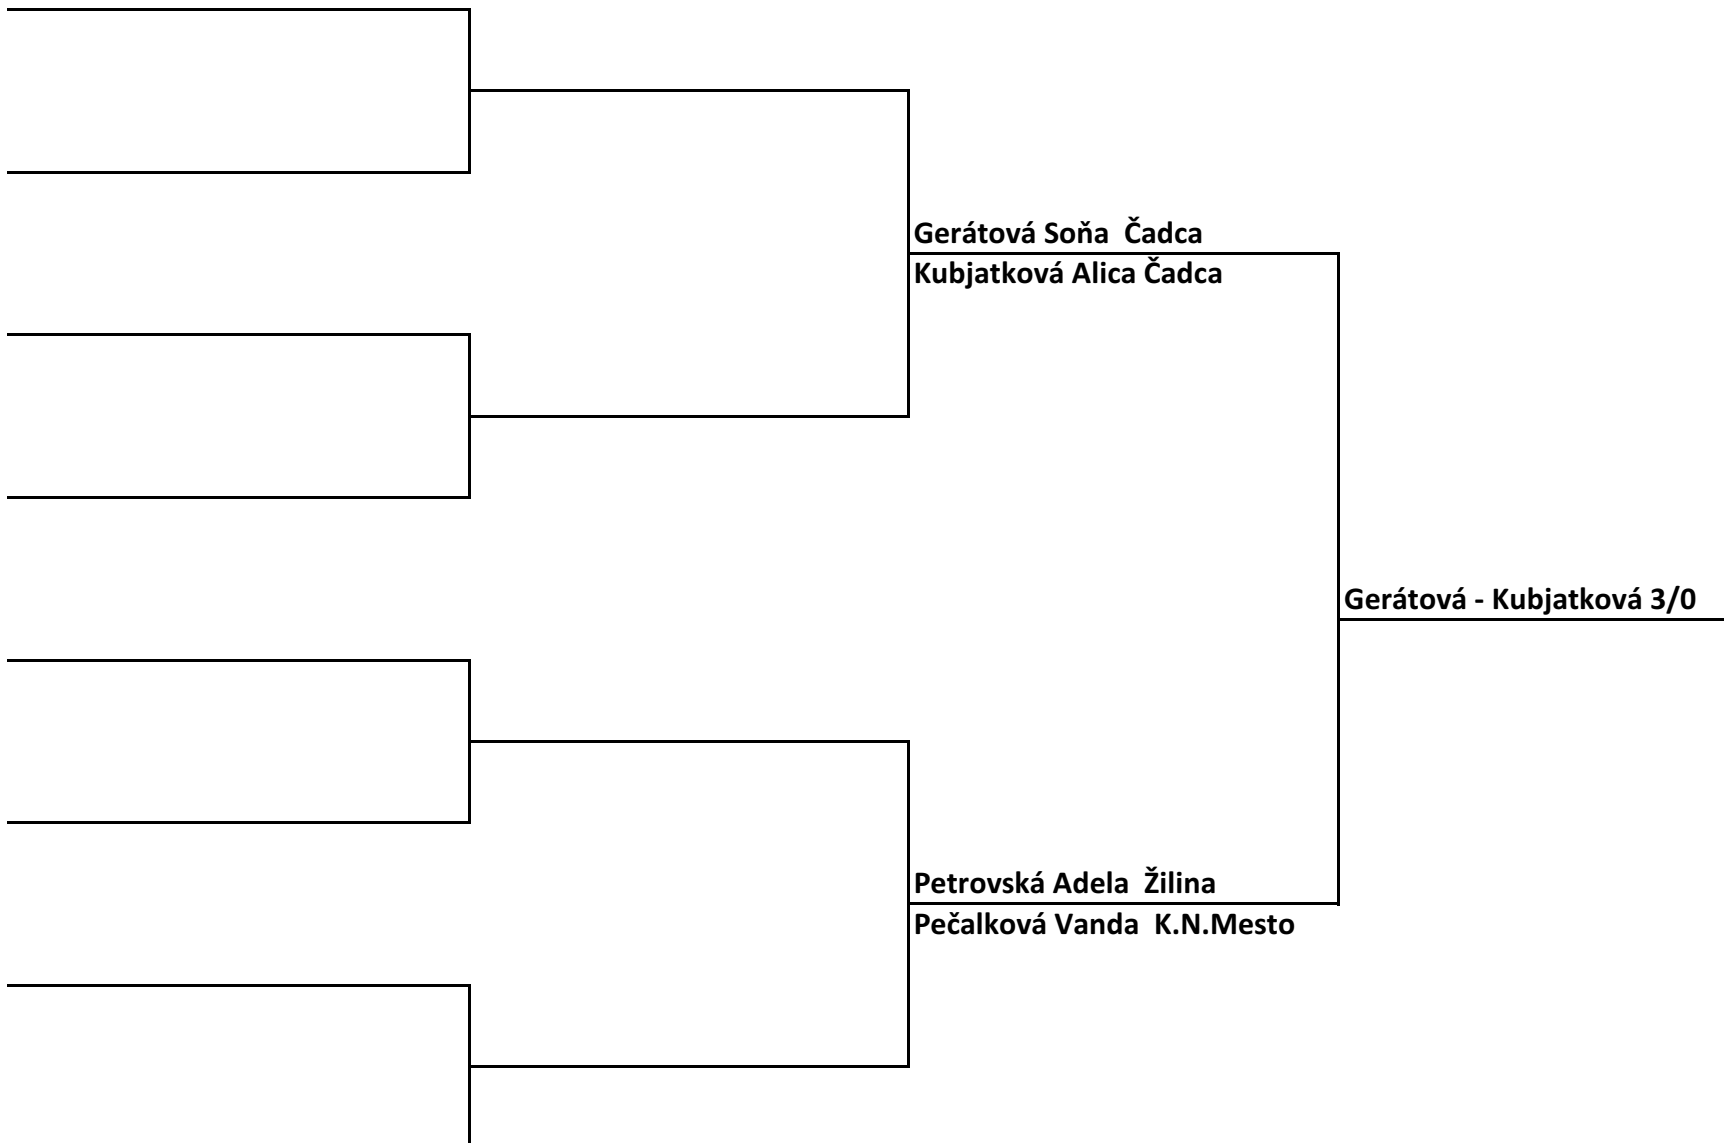 Gerátová Soňa  Čadca
Kubjatková Alica Čadca
Gerátová - Kubjatková 3/0
Petrovská Adela  Žilina
Pečalková Vanda  K.N.Mesto